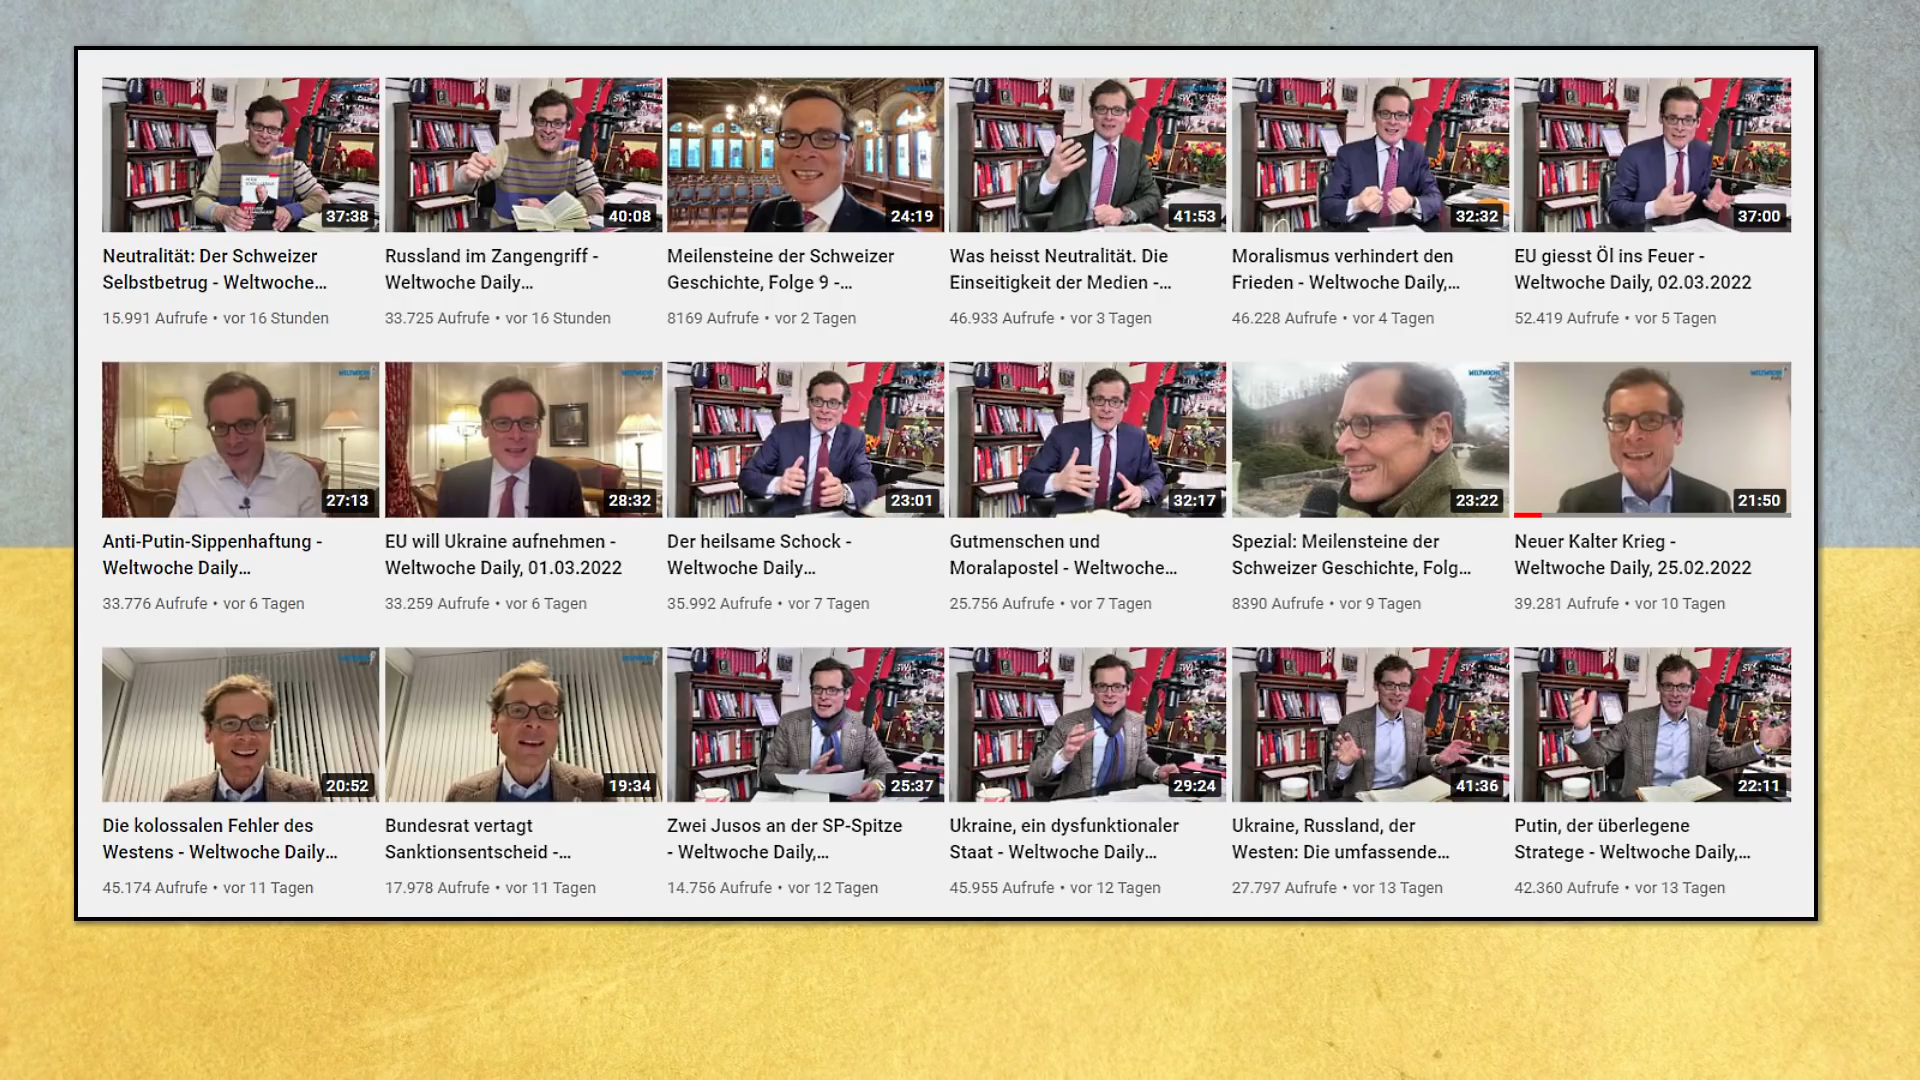 37:38
40:08
24:19
41:53
32:32
37:00
Neutralität: Der Schweizer
Selbstbetrug - Weltwoche...
15.991 Aufrufe • vor 16 Stunden
Russland im Zangengriff -
Weltwoche Daily...
33.725 Aufrufe • vor 16 Stunden
Meilensteine der Schweizer
Geschichte, Folge 9 -...
8169 Aufrufe • vor 2 Tagen
Was heisst Neutralität. Die
Einseitigkeit der Medien -...
46.933 Aufrufe • vor 3 Tagen
Moralismus verhindert den
Frieden - Weltwoche Daily,...
46.228 Aufrufe • vor 4 Tagen
EU giesst Öl ins Feuer -
Weltwoche Daily, 02.03.2022
52.419 Aufrufe • vor 5 Tagen
WELTWOCHE
27:13
28:32
23:01
32:17
WELTWOCHE
23:22
WELTWOCHE
21:50
Anti-Putin-Sippenhaftung -
Weltwoche Daily...
33.776 Aufrufe • vor 6 Tagen
EU will Ukraine aufnehmen -
Weltwoche Daily, 01.03.2022
33.259 Aufrufe • vor 6 Tagen
Der heilsame Schock -
Weltwoche Daily...
35.992 Aufrufe • vor 7 Tagen
Gutmenschen und
Moralapostel - Weltwoche...
25.756 Aufrufe • vor 7 Tagen
Spezial: Meilensteine der
Schweizer Geschichte, Folg...
8390 Aufrufe • vor 9 Tagen
Neuer Kalter Krieg -
Weltwoche Daily, 25.02.2022
39.281 Aufrufe • vor 10 Tagen
20:52
19:34
25:37
29:24
41:36
22:11
Die kolossalen Fehler des
Westens - Weltwoche Daily...
45.174 Aufrufe • vor 11 Tagen
Bundesrat vertagt
Sanktionsentscheid -...
17.978 Aufrufe • vor 11 Tagen
Zwei Jusos an der SP-Spitze
- Weltwoche Daily,...
14.756 Aufrufe • vor 12 Tagen
Ukraine, ein dysfunktionaler
Staat - Weltwoche Daily...
45.955 Aufrufe • vor 12 Tagen
Ukraine, Russland, der
Westen: Die umfassende...
27.797 Aufrufe • vor 13 Tagen
Putin, der überlegene
Stratege - Weltwoche Daily,...
42.360 Aufrufe • vor 13 Tagen